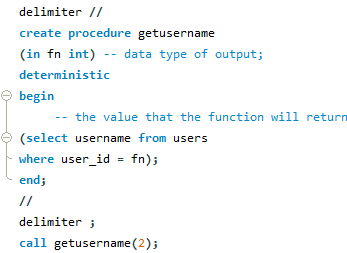 delimiter //
create procedure getusername
(in fn int) -- data type of output;
deterministic
begin
-- the value that the function will return
(select username from users
where user_id = fn);
end;
//
delimiter ;
call getusername(2);